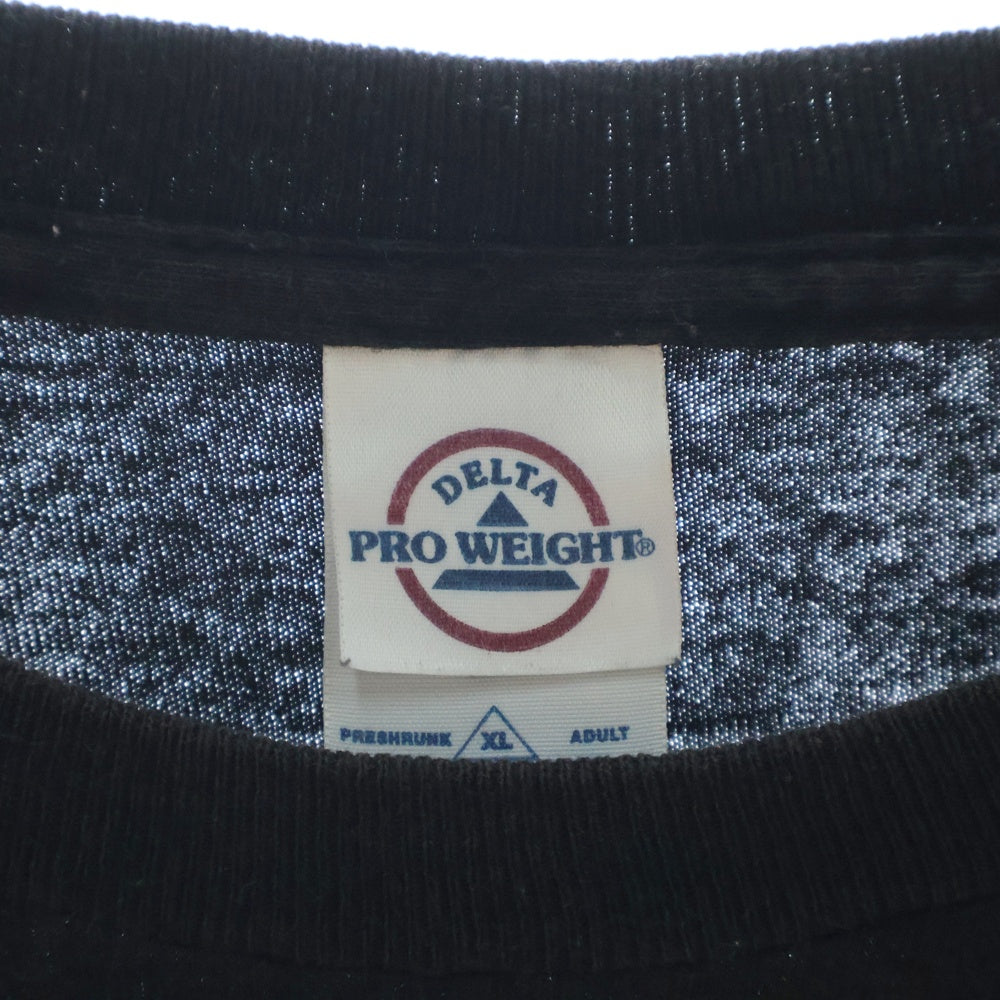 DELTA
PRO WEIGHT®
PRESHRUNK XL ADULT